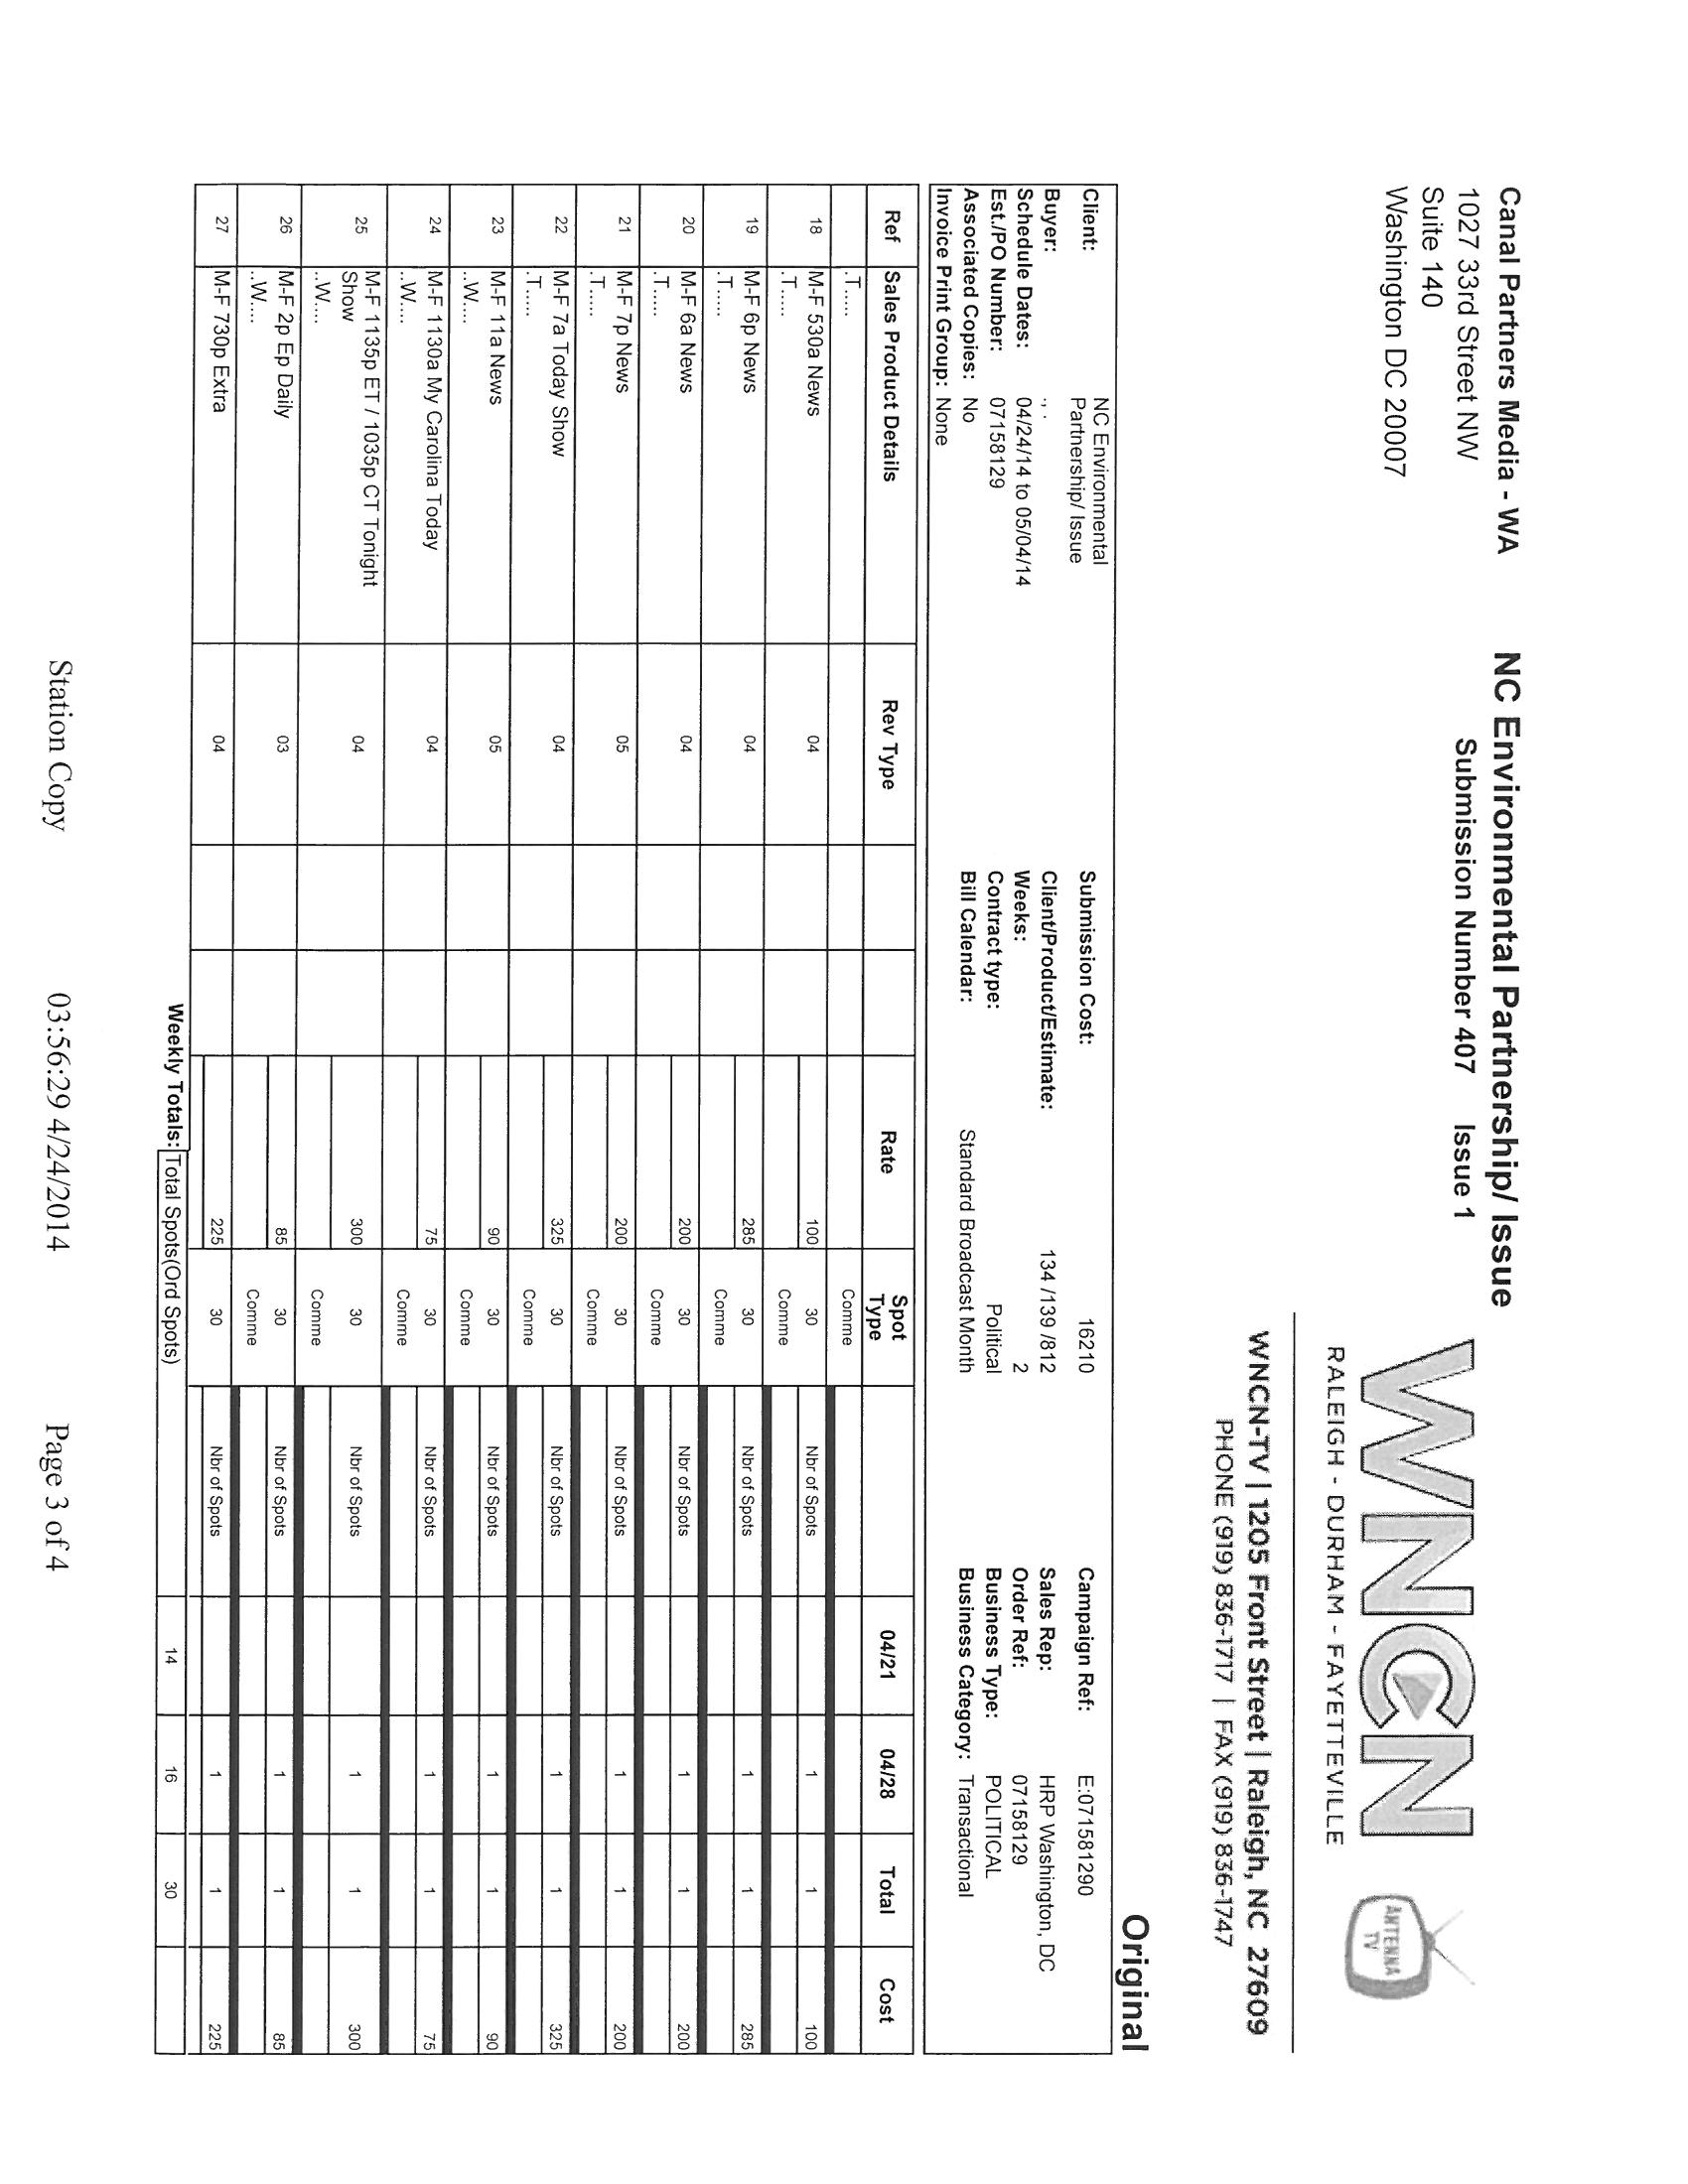 Canal Partners Media - WA
1027 33rd Street NW
Suite 140
Washington DC 20007
NC Environmental Partnership/ Issue
Submission Number 407 Issue 1
WNCN
RALEIGH - DURHAM - FAYETTEVILLE
ANTENNA
TV
WNCN-TV | 1205 Front Street | Raleigh, NC 27609
PHONE (919) 836-1717 | FAX (919) 836-1747
Original
Client: NC Environmental Submission Cost: 16210 Campaign Ref: E:071581290
Partnership/ Issue
Buyer: ., . Client/Product/Estimate: 134 /139 /812 Sales Rep: HRP Washington, DC
Schedule Dates: 04/24/14 to 05/04/14 Weeks: 2 Order Ref: 07158129
Est./PO Number: 07158129 Contract type: Political Business Type: POLITICAL
Associated Copies: No Bill Calendar: Standard Broadcast Month Business Category: Transactional
Invoice Print Group: None
Ref Sales Product Details Rev Type Rate Spot Type 04/21 04/28 Total Cost
.T..... Comme
18 M-F 530a News 04 100 30 Nbr of Spots 1 1 100
.T..... Comme
19 M-F 6p News 04 285 30 Nbr of Spots 1 1 285
.T..... Comme
20 M-F 6a News 04 200 30 Nbr of Spots 1 1 200
.T..... Comme
21 M-F 7p News 05 200 30 Nbr of Spots 1 1 200
.T..... Comme
22 M-F 7a Today Show 04 325 30 Nbr of Spots 1 1 325
.T..... Comme
23 M-F 11a News 05 90 30 Nbr of Spots 1 1 90
..W.... Comme
24 M-F 1130a My Carolina Today 04 75 30 Nbr of Spots 1 1 75
..W.... Comme
25 M-F 1135p ET / 1035p CT Tonight 04 300 30 Nbr of Spots 1 1 300
Show
..W.... Comme
26 M-F 2p Ep Daily 03 85 30 Nbr of Spots 1 1 85
..W.... Comme
27 M-F 730p Extra 04 225 30 Nbr of Spots 1 1 225
Weekly Totals: Total Spots(Ord Spots) 14 16 30
Station Copy 03:56:29 4/24/2014 Page 3 of 4